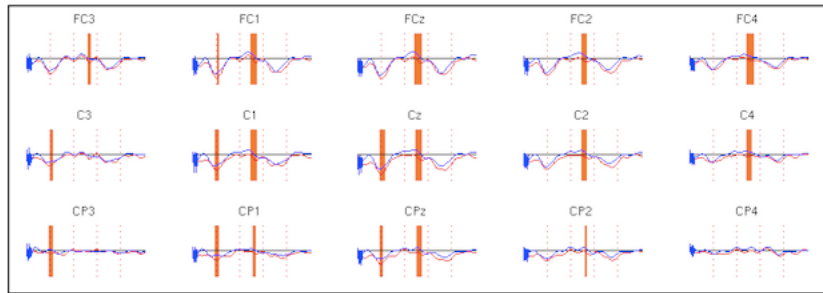 FC3 FC1 FCz FC2 FC4
C3 C1 Cz C2 C4
CP3 CP1 CPz CP2 CP4